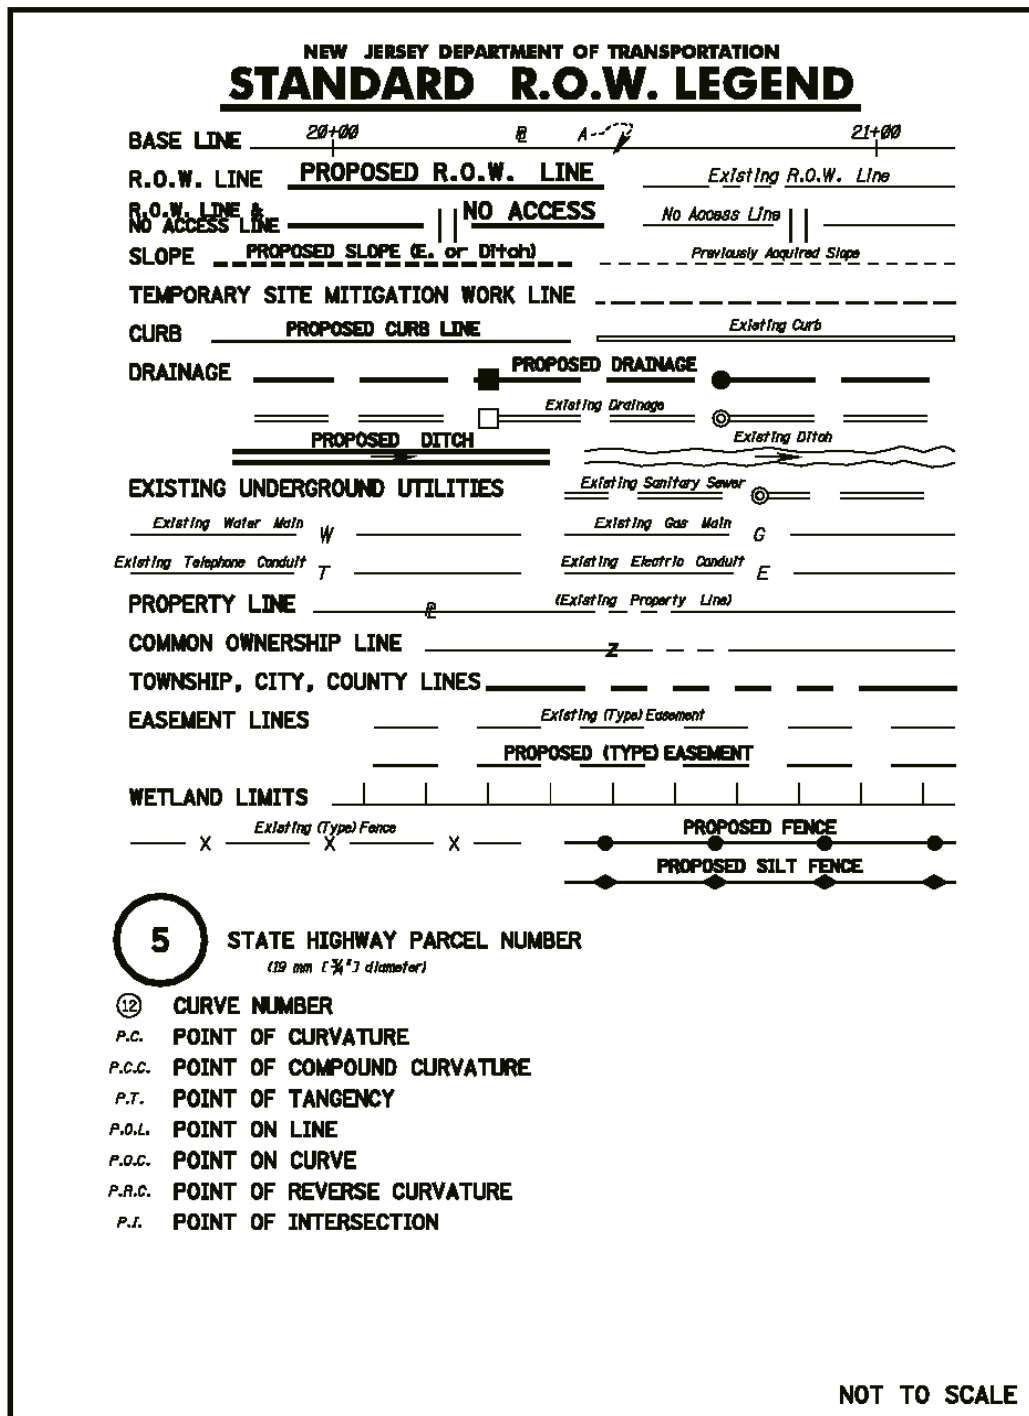 NEW JERSEY DEPARTMENT OF TRANSPORTATION
STANDARD R.O.W. LEGEND
BASE LINE 20+00 B A 21+00
R.O.W. LINE PROPOSED R.O.W. LINE Existing R.O.W. Line
R.O.W. LINE &
NO ACCESS LINE NO ACCESS No Access Line
SLOPE PROPOSED SLOPE (E. or Ditch) Previously Acquired Slope
TEMPORARY SITE MITIGATION WORK LINE
CURB PROPOSED CURB LINE Existing Curb
DRAINAGE PROPOSED DRAINAGE
Existing Drainage
PROPOSED DITCH Existing Ditch
EXISTING UNDERGROUND UTILITIES Existing Sanitary Sewer
Existing Water Main W Existing Gas Main G
Existing Telephone Conduit T Existing Electric Conduit E
PROPERTY LINE ⅊ (Existing Property Line)
COMMON OWNERSHIP LINE Z
TOWNSHIP, CITY, COUNTY LINES
EASEMENT LINES Existing (Type) Easement
PROPOSED (TYPE) EASEMENT
WETLAND LIMITS
X Existing (Type) Fence X X PROPOSED FENCE
PROPOSED SILT FENCE
5 STATE HIGHWAY PARCEL NUMBER
(19 mm [¾"] diameter)
12 CURVE NUMBER
P.C. POINT OF CURVATURE
P.C.C. POINT OF COMPOUND CURVATURE
P.T. POINT OF TANGENCY
P.O.L. POINT ON LINE
P.O.C. POINT ON CURVE
P.R.C. POINT OF REVERSE CURVATURE
P.I. POINT OF INTERSECTION
NOT TO SCALE